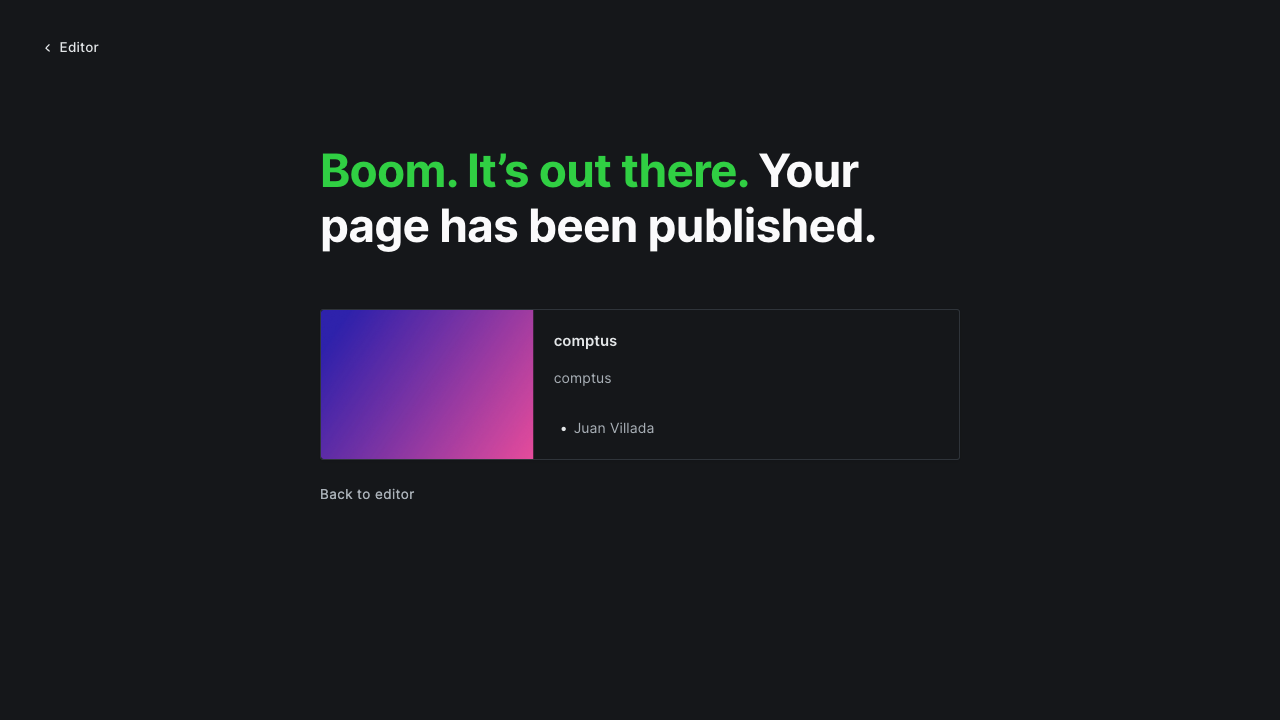 Editor
Boom. It’s out there. Your
page has been published.
comptus
comptus
• Juan Villada
Back to editor